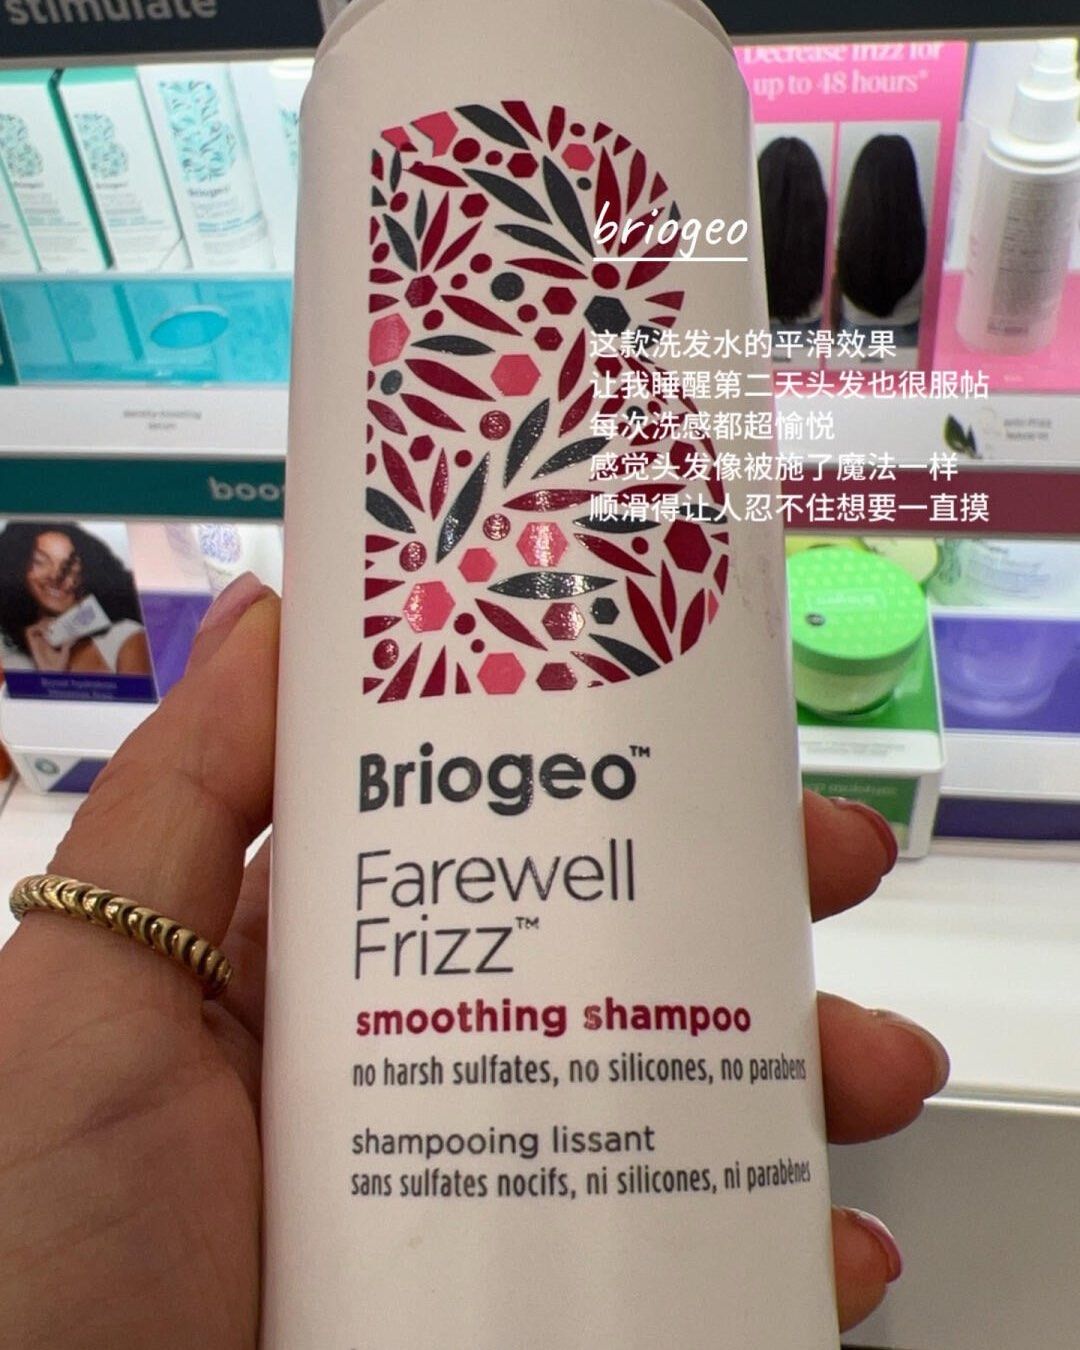 stimulate
Decrease frizz for
up to 48 hours*
briogeo
这款洗发水的平滑效果
让我睡醒第二天头发也很服帖
每次洗感都超愉悦
感觉头发像被施了魔法一样
顺滑得让人忍不住想要一直摸
Briogeo™
Farewell
Frizz™
smoothing shampoo
no harsh sulfates, no silicones, no parabens
shampooing lissant
sans sulfates nocifs, ni silicones, ni parabènes